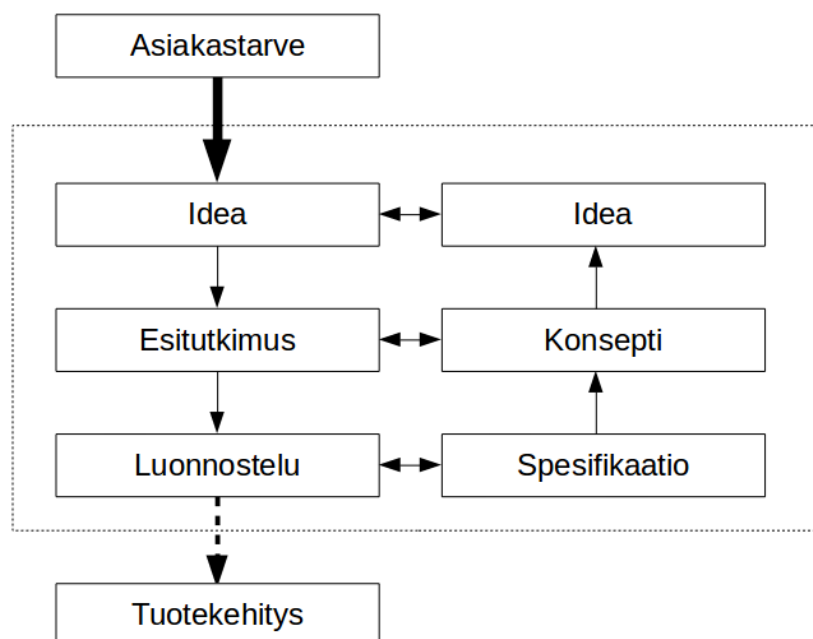 Asiakastarve
Idea
Idea
Esitutkimus
Konsepti
Luonnostelu
Spesifikaatio
Tuotekehitys